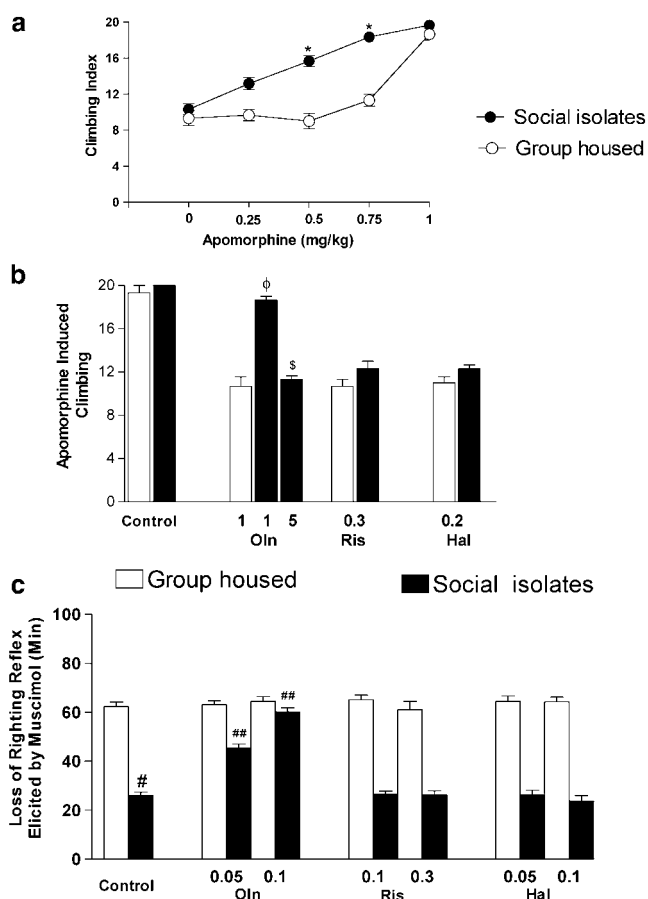 a
20
16
12
8
4
0
Climbing Index
* *
0 0.25 0.5 0.75 1
Apomorphine (mg/kg)
Social isolates
Group housed
b
20
16
12
8
4
0
Apomorphine Induced
Climbing
ϕ
$
Control
1 1 5 0.3 0.2
Oln Ris Hal
Group housed Social isolates
c
100
80
60
40
20
0
Loss of Righting Reflex
Elicited by Muscimol (Min)
#
##
##
0.05 0.1 0.1 0.3 0.05 0.1
Control Oln Ris Hal